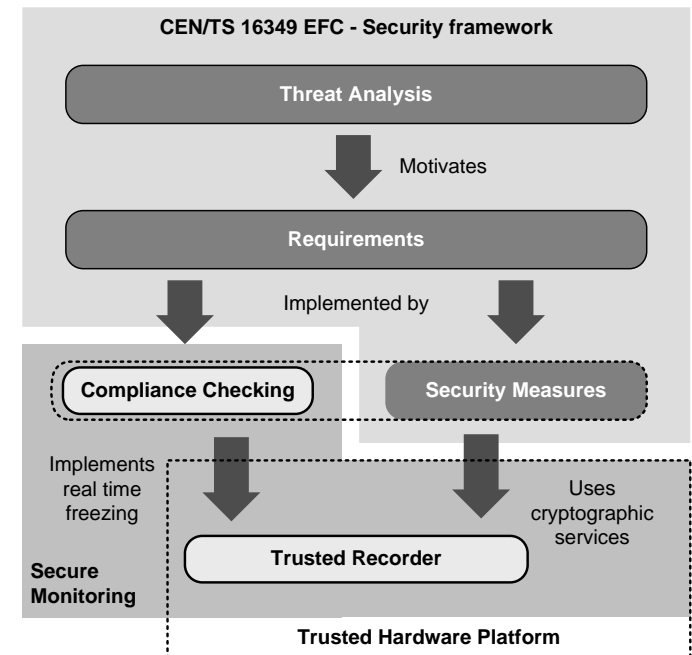 CEN/TS 16349 EFC - Security framework
Threat Analysis
Motivates
Requirements
Implemented by
Compliance Checking
Security Measures
Implements
real time
freezing
Uses
cryptographic
services
Trusted Recorder
Secure
Monitoring
Trusted Hardware Platform